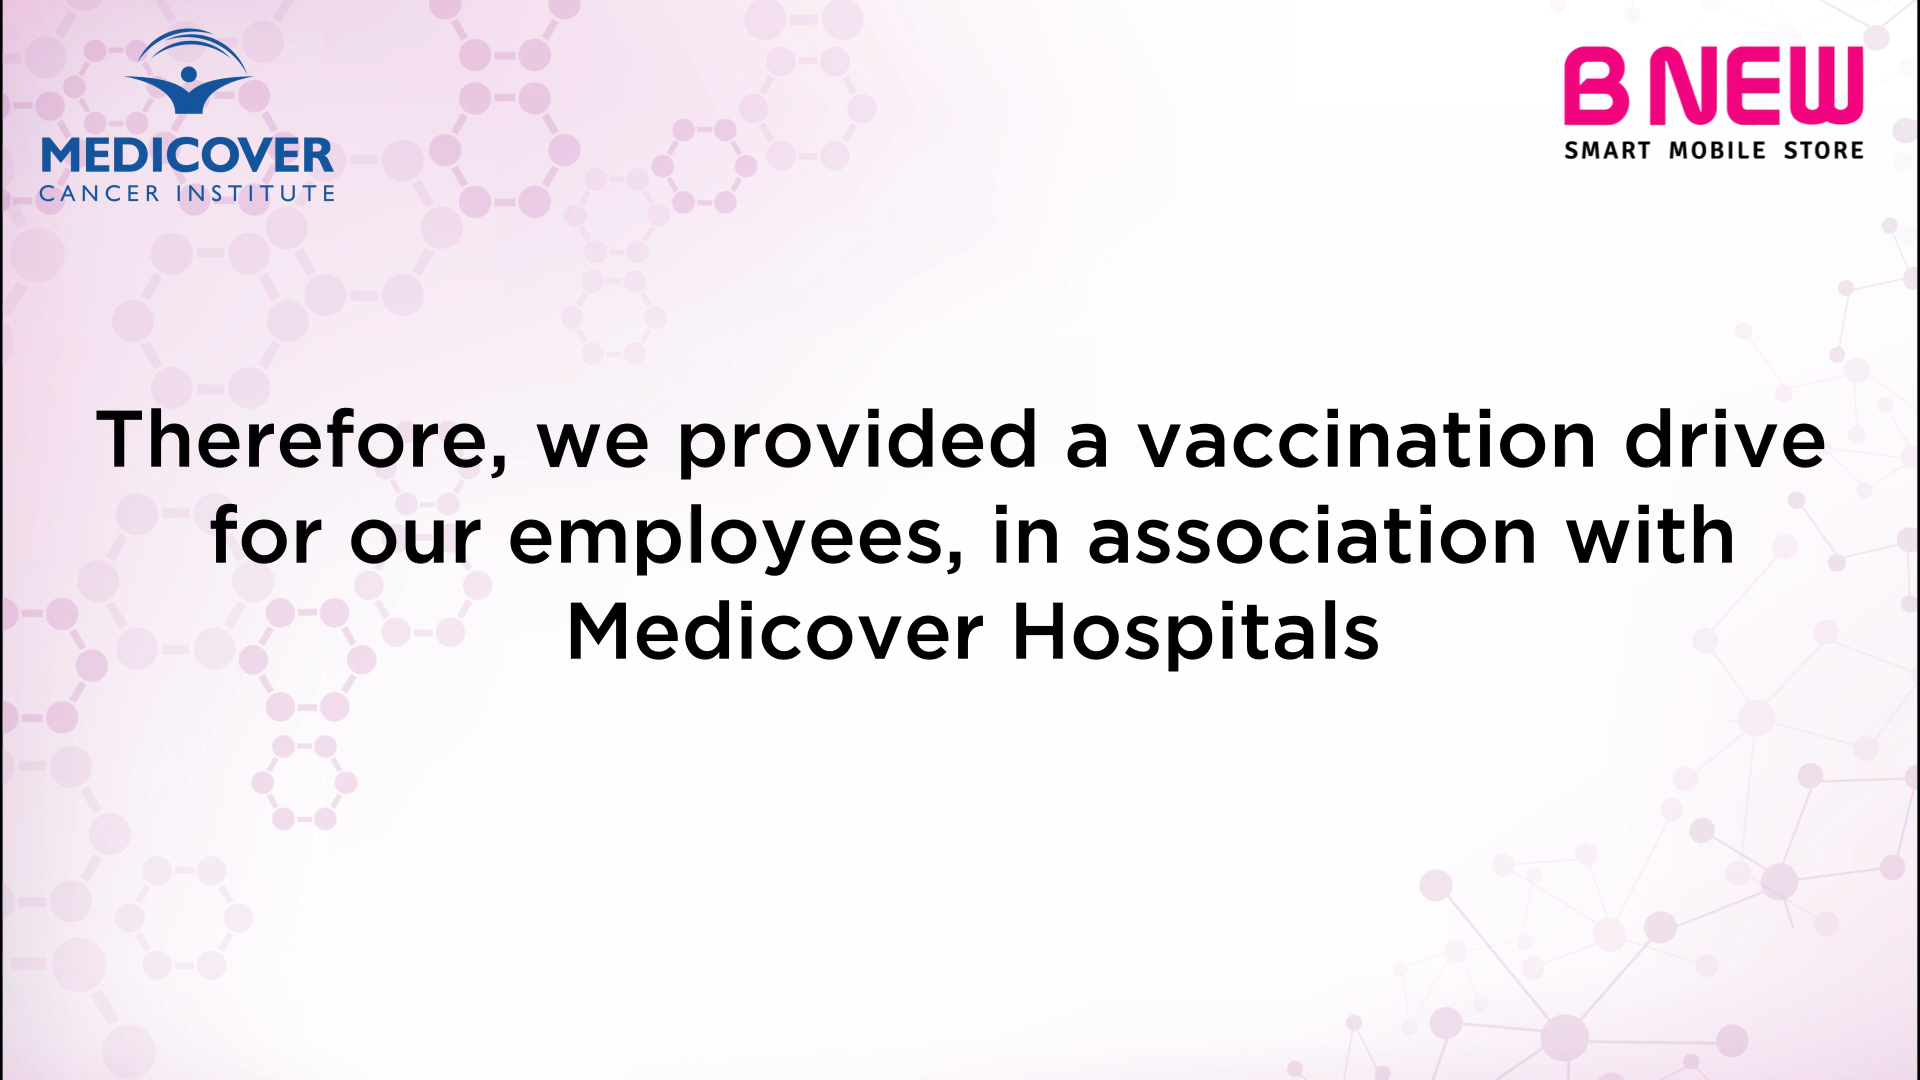 MEDICOVER
CANCER INSTITUTE
B NEW
SMART MOBILE STORE
Therefore, we provided a vaccination drive
for our employees, in association with
Medicover Hospitals